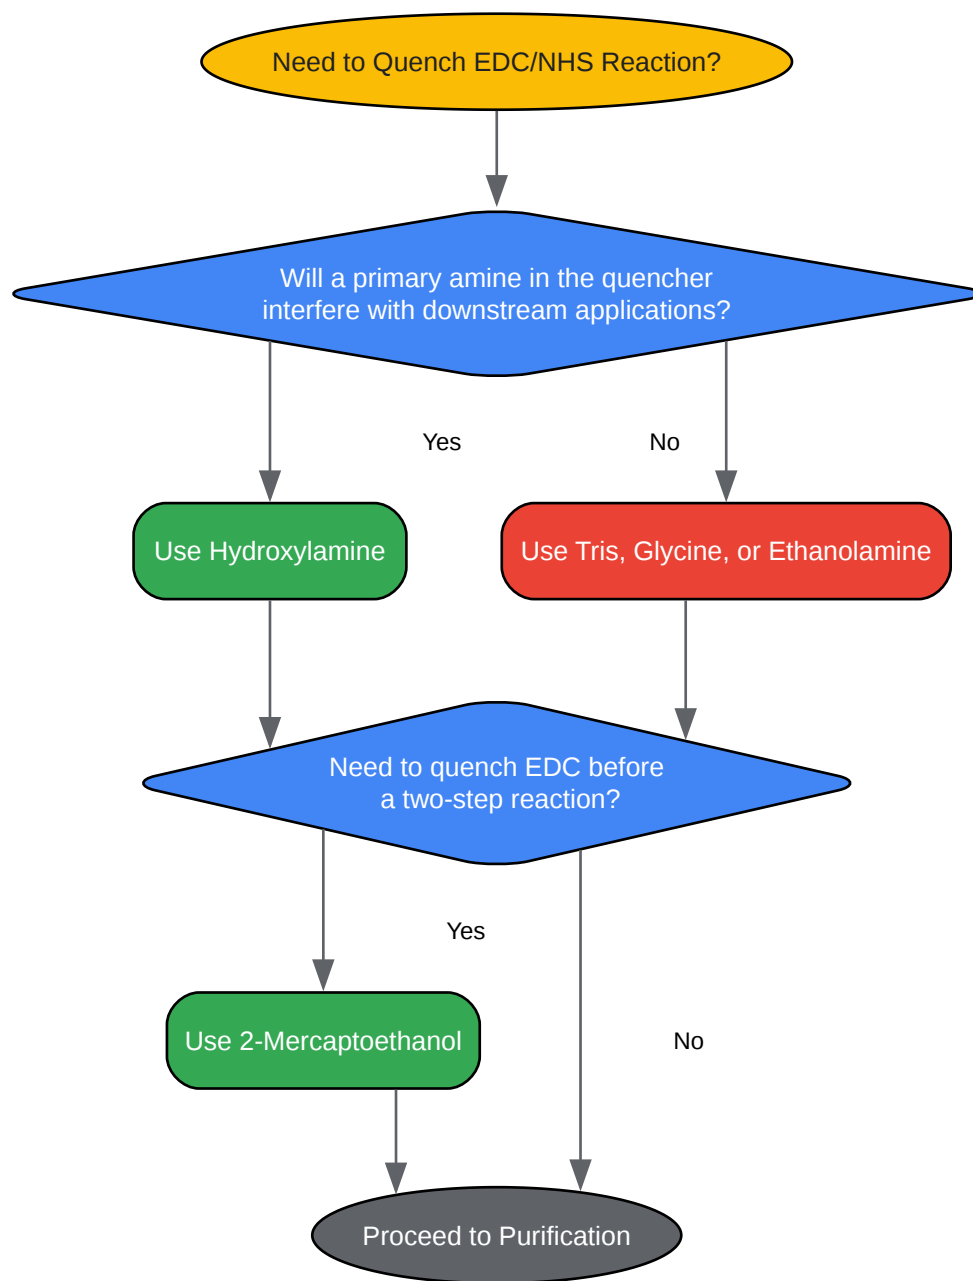 Need to Quench EDC/NHS Reaction?
Will a primary amine in the quencher
interfere with downstream applications?
Yes
No
Use Hydroxylamine
Use Tris, Glycine, or Ethanolamine
Need to quench EDC before
a two-step reaction?
Yes
Use 2-Mercaptoethanol
No
Proceed to Purification